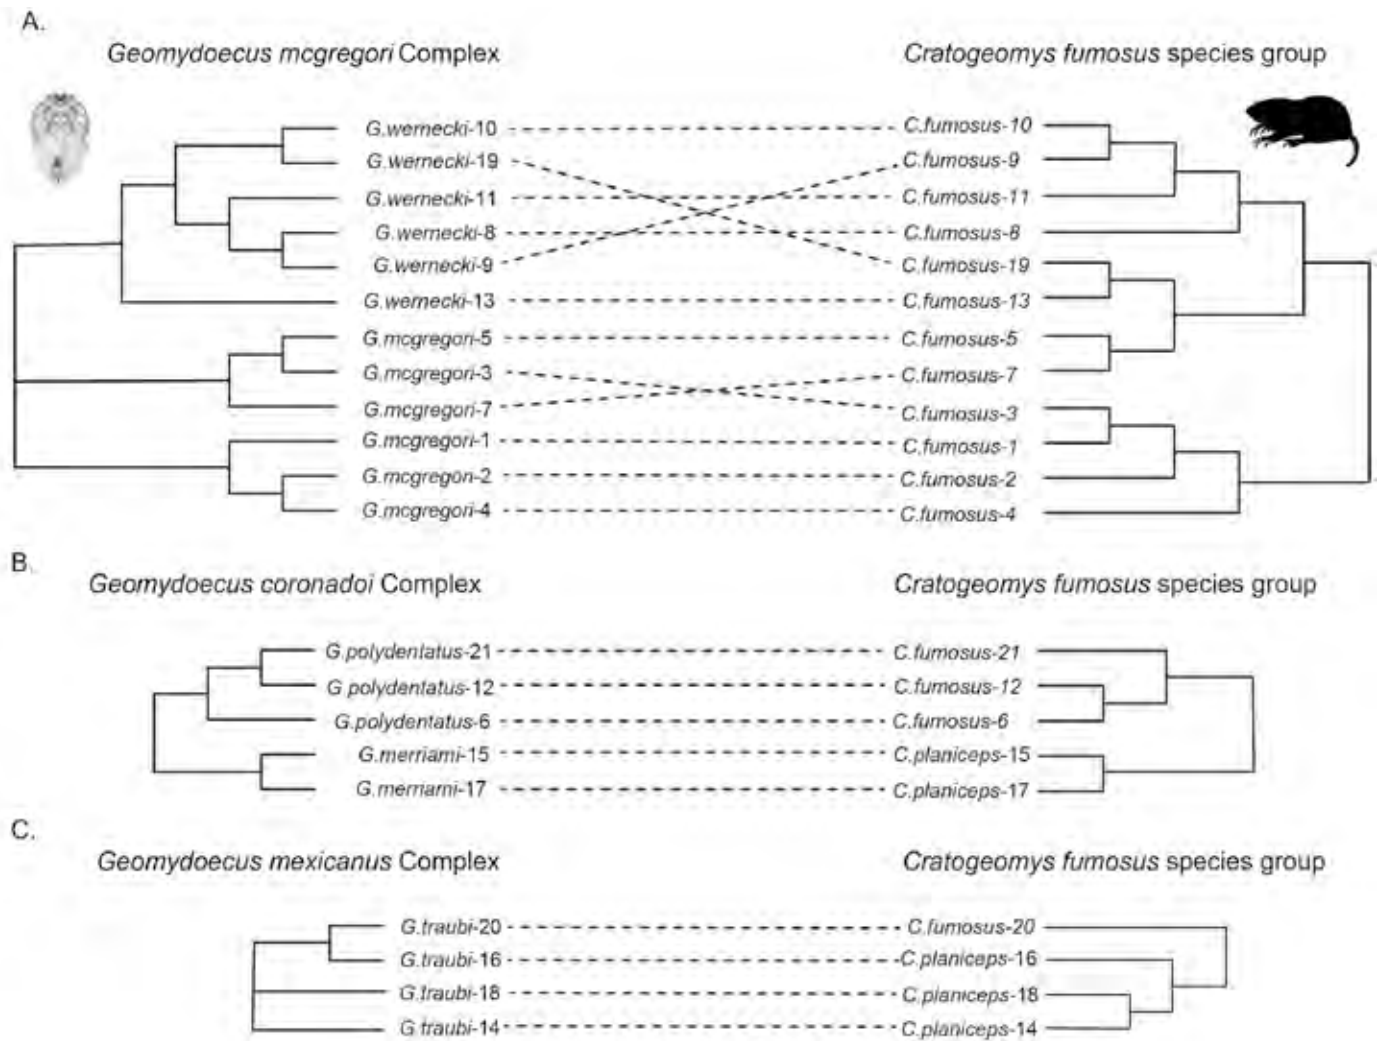 A.
Geomydoecus mcgregori Complex
Cratogeomys fumosus species group
G.wernecki-10
C.fumosus-10
G.wernecki-19
C.fumosus-9
G.wernecki-11
C.fumosus-11
G.wernecki-8
C.fumosus-8
G.wernecki-9
C.fumosus-19
G.wernecki-13
C.fumosus-13
G.mcgregori-5
C.fumosus-5
G.mcgregori-3
C.fumosus-7
G.mcgregori-7
C.fumosus-3
G.mcgregori-1
C.fumosus-1
G.mcgregori-2
C.fumosus-2
G.mcgregori-4
C.fumosus-4
B.
Geomydoecus coronadoi Complex
Cratogeomys fumosus species group
G.polydentatus-21
C.fumosus-21
G.polydentatus-12
C.fumosus-12
G.polydentatus-6
C.fumosus-6
G.merriami-15
C.planiceps-15
G.merriami-17
C.planiceps-17
C.
Geomydoecus mexicanus Complex
Cratogeomys fumosus species group
G.traubi-20
C.fumosus-20
G.traubi-16
C.planiceps-16
G.traubi-18
C.planiceps-18
G.traubi-14
C.planiceps-14